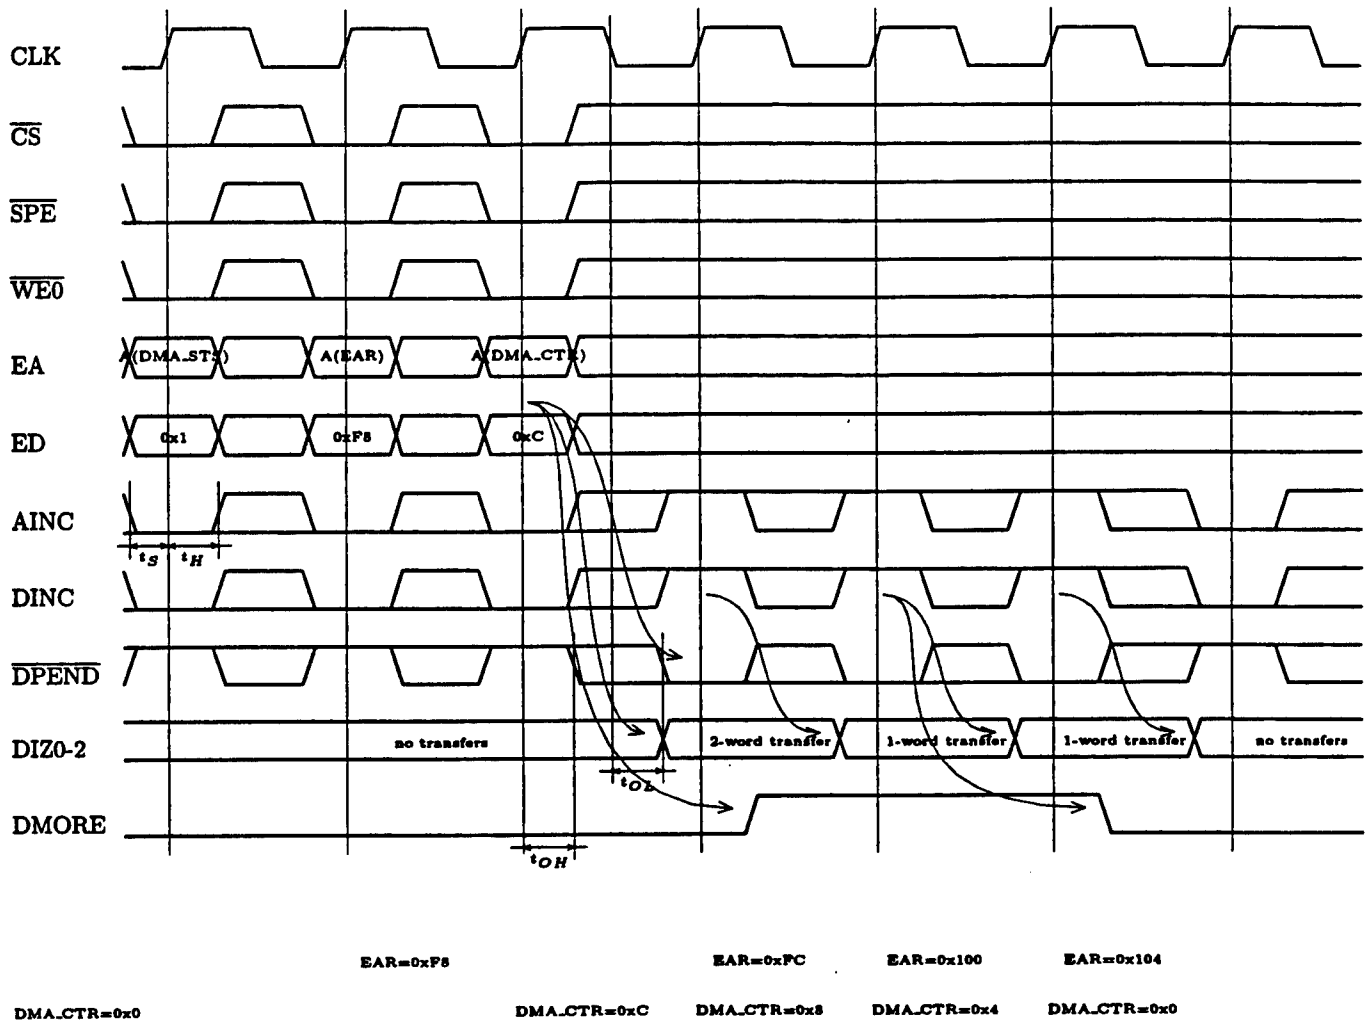 CLK
CS
SPE
WE0
EA A(DMA_STS) A(EAR) A(DMA_CTR)
ED 0x1 0xF8 0xC
AINC
tS tH
DINC
DPEND
DIZ0-2 no transfers 2-word transfer 1-word transfer 1-word transfer no transfers
tOL
DMORE
tOH
EAR=0xF8 EAR=0xFC EAR=0x100 EAR=0x104
DMA_CTR=0x0 DMA_CTR=0xC DMA_CTR=0x8 DMA_CTR=0x4 DMA_CTR=0x0